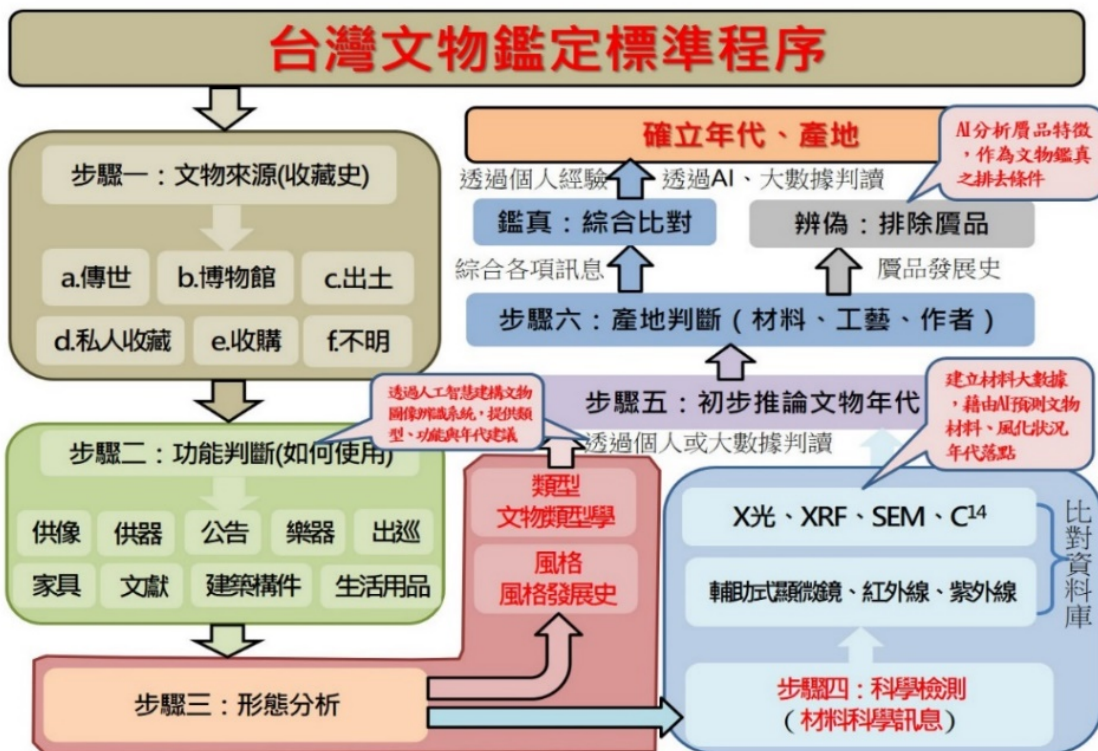 台灣文物鑑定標準程序
步驟一：文物來源(收藏史)
a.傳世
b.博物館
c.出土
d.私人收藏
e.收購
f.不明
步驟二：功能判斷(如何使用)
供像
供器
公告
樂器
出巡
家具
文獻
建築構件
生活用品
步驟三：形態分析
透過人工智慧建構文物
圖像辨識系統，提供類
型、功能與年代建議
類型
文物類型學
風格
風格發展史
步驟四：科學檢測
（材料科學訊息）
輔助式顯微鏡、紅外線、紫外線
X光、XRF、SEM、C14
比對資料庫
建立材料大數據
，藉由AI預測文物
材料、風化狀況
年代落點
步驟五：初步推論文物年代
透過個人或大數據判讀
步驟六：產地判斷（材料、工藝、作者）
綜合各項訊息
贗品發展史
鑑真：綜合比對
辨偽：排除贗品
透過個人經驗
透過AI、大數據判讀
AI分析贗品特徵
，作為文物鑑真
之排去條件
確立年代、產地